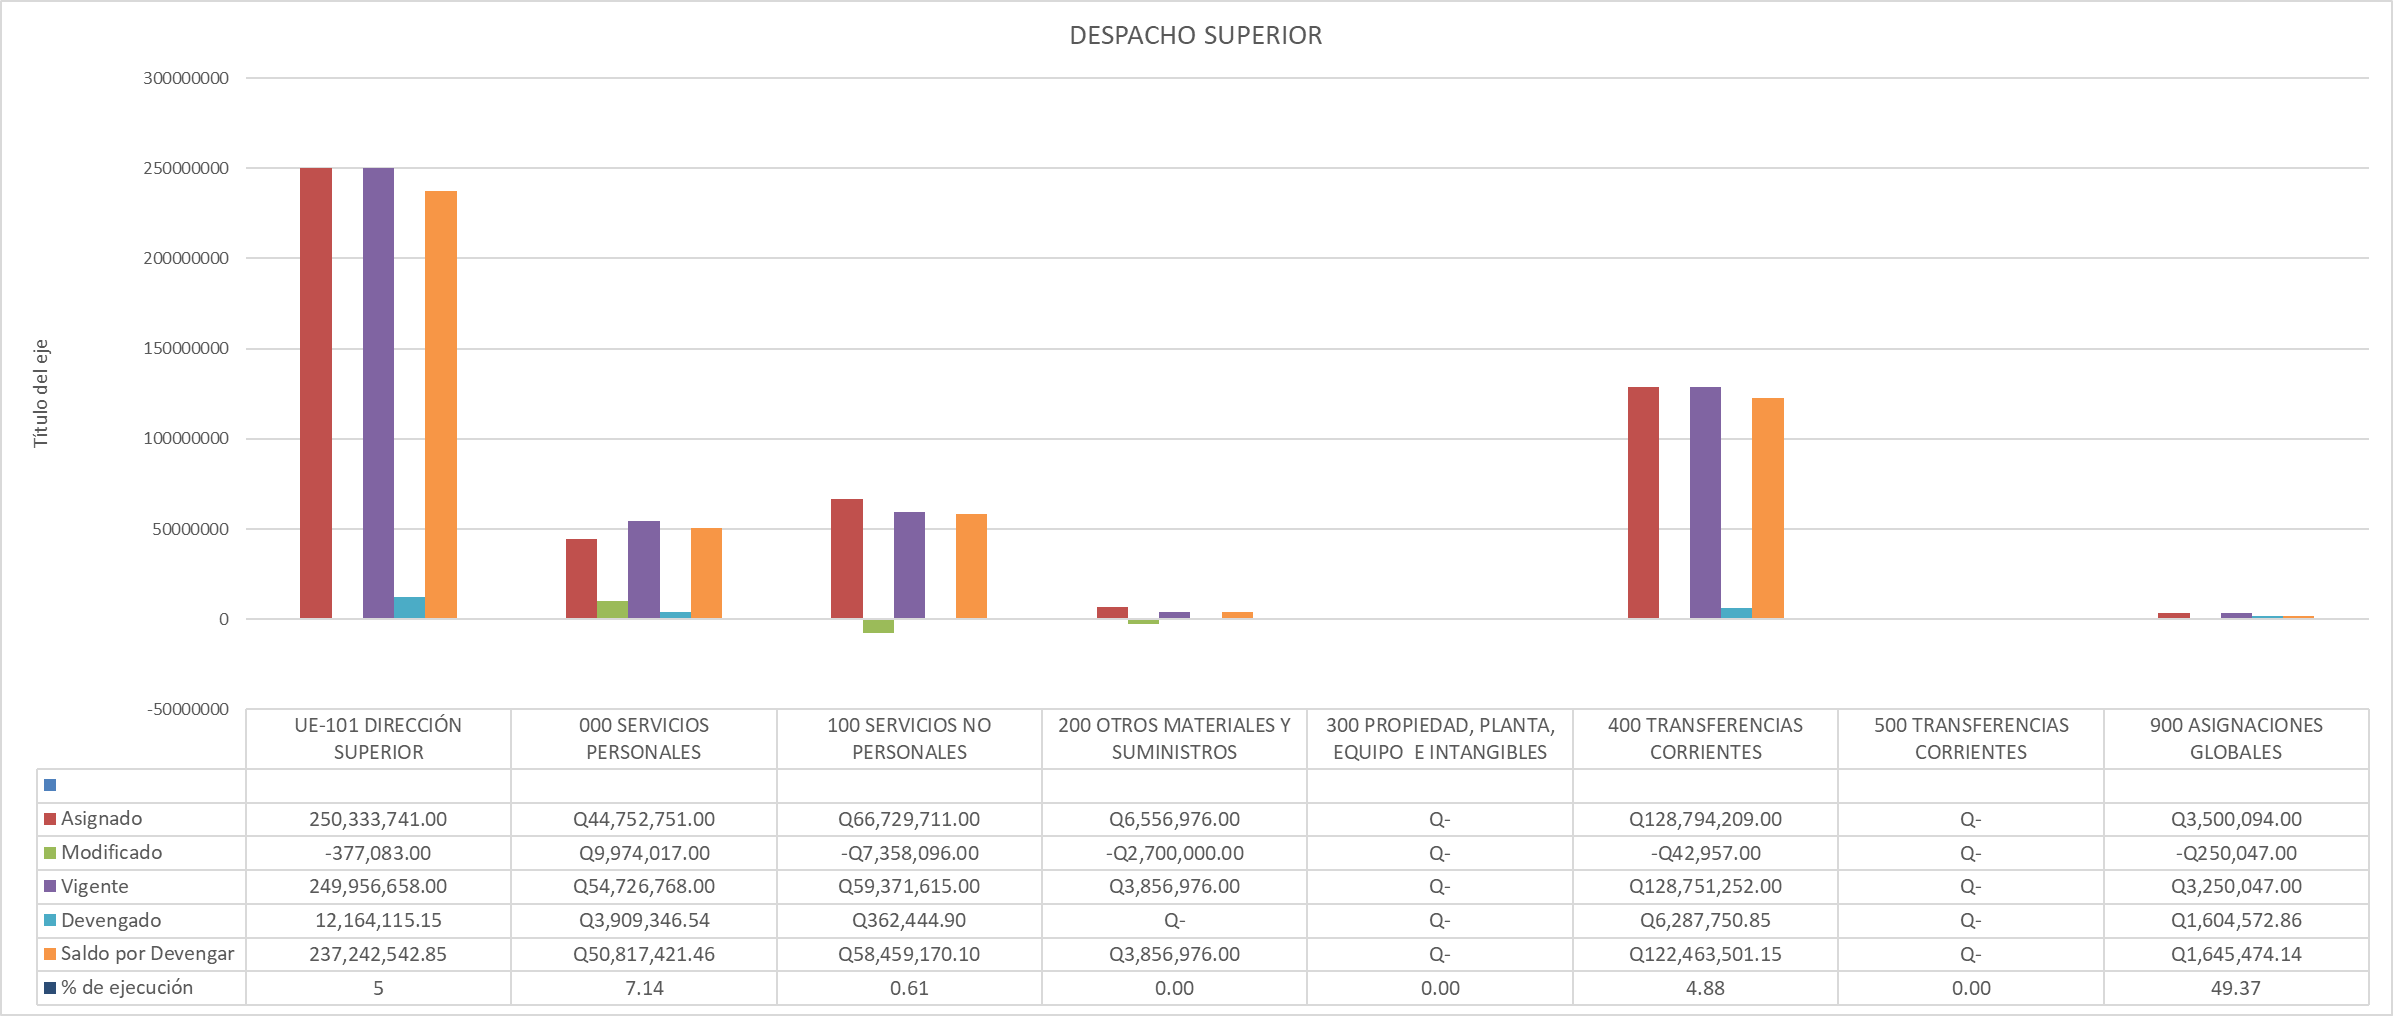 DESPACHO SUPERIOR
300000000
250000000
200000000
150000000
100000000
50000000
0
-50000000
Título del eje
UE-101 DIRECCIÓN SUPERIOR
000 SERVICIOS PERSONALES
100 SERVICIOS NO PERSONALES
200 OTROS MATERIALES Y SUMINISTROS
300 PROPIEDAD, PLANTA, EQUIPO E INTANGIBLES
400 TRANSFERENCIAS CORRIENTES
500 TRANSFERENCIAS CORRIENTES
900 ASIGNACIONES GLOBALES
Asignado 250,333,741.00 Q44,752,751.00 Q66,729,711.00 Q6,556,976.00 Q- Q128,794,209.00 Q- Q3,500,094.00
Modificado -377,083.00 Q9,974,017.00 -Q7,358,096.00 -Q2,700,000.00 Q- -Q42,957.00 Q- -Q250,047.00
Vigente 249,956,658.00 Q54,726,768.00 Q59,371,615.00 Q3,856,976.00 Q- Q128,751,252.00 Q- Q3,250,047.00
Devengado 12,164,115.15 Q3,909,346.54 Q362,444.90 Q- Q- Q6,287,750.85 Q- Q1,604,572.86
Saldo por Devengar 237,242,542.85 Q50,817,421.46 Q58,459,170.10 Q3,856,976.00 Q- Q122,463,501.15 Q- Q1,645,474.14
% de ejecución 5 7.14 0.61 0.00 0.00 4.88 0.00 49.37